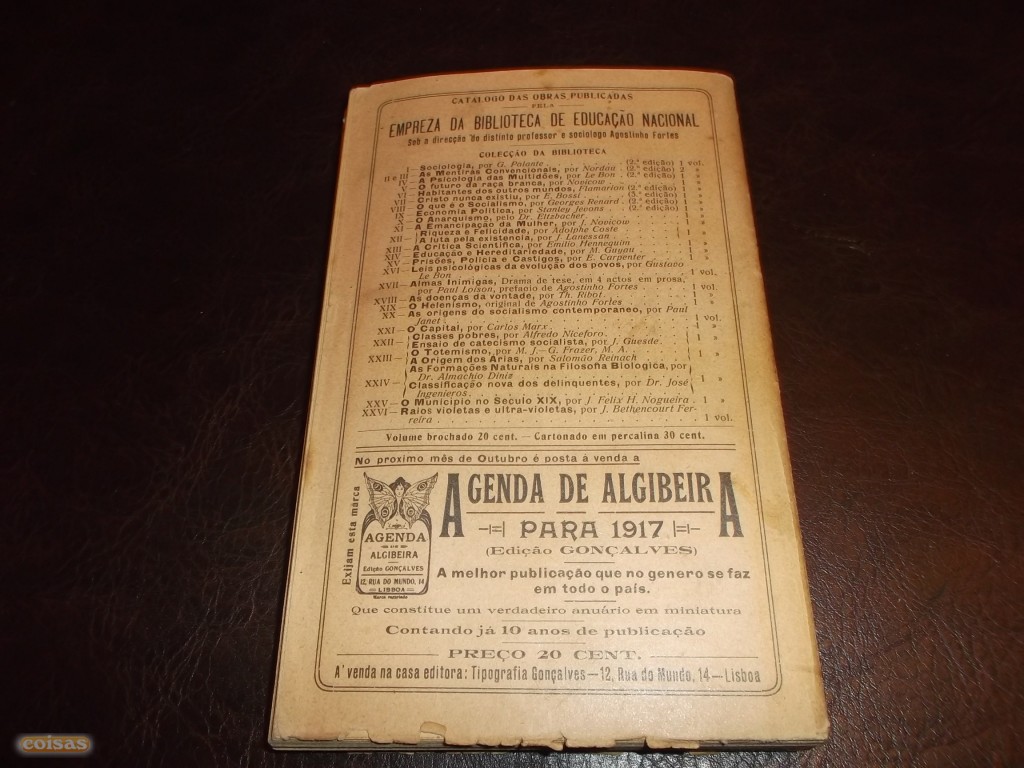 CATALOGO DAS OBRAS PUBLICADAS
PELA
EMPREZA DA BIBLIOTECA DE EDUCAÇÃO NACIONAL
Sob a direcção do distinto professor e sociologo Agostinho Fortes
COLECÇÃO DA BIBLIOTECA
I—Sociologia, por G. Palante . . . (2.ª edição) 1 vol.
II e III—As Mentiras Convencionais, por Nordau . (2.ª edição) 2 »
IV—A Psicologia das Multidões, por Le Bon . (2.ª edição) 1 »
V—O futuro da raça branca, por Novicow . . . 1 »
VI—Habitantes dos outros mundos, Flamarion (2.ª edição) 1 »
VII—Cristo nunca existiu, por E. Bossi . . (3.ª edição) 1 »
VIII—O que é o Socialismo, por Georges Renard . (2.ª edição) 1 »
IX—Economia Politica, por Stanley Jevons . . (2.ª edição) 1 »
X—O Anarquismo, pelo Dr. Eltzbacher . . . 1 »
XI—A Emancipação da Mulher, por J. Novicow . . . 1 »
Riqueza e Felicidade, por Adolphe Coste
XII—A luta pela existencia, por J. Lanessan . . . 1 »
XIII—A Critica Scientifica, por Emilio Hennequim . . . 1 »
XIV—Educação e Hereditariedade, por M. Guyau . . . 1 »
XV—Prisões, Policia e Castigos, por E. Carpenter . . . 1 »
XVI—Leis psicológicas da evolução dos povos, por Gustavo
Le Bon . . . 1 vol.
XVII—Almas Inimigas, Drama de tese, em 4 actos em prosa,
por Paul Loison, prefacio de Agostinho Fortes . . . 1 vol.
XVIII—As doenças da vontade, por Th. Ribot . . . 1 »
XIX—O Helenismo, original de Agostinho Fortes . . . 1 »
XX—As origens do socialismo contemporaneo, por Paul
Janet . . . 1 vol.
XXI—O Capital, por Carlos Marx . . . 1 »
Classes pobres, por Alfredo Niceforo . . .
XXII—Ensaio de catecismo socialista, por J. Guesde . . . 1 »
O Totemismo, por M. J.—G. Frazer, M. A. . . .
XXIII—A Origem dos Arias, por Salomão Reinach . . . 1 »
As Formações Naturais na Filosofia Biologica, por
Dr. Almachio Diniz . . .
XXIV—Classificação nova dos delinquentes, por Dr. José 1 »
Ingenieros . . .
XXV—O Municipio no Seculo XIX, por J. Felix H. Nogueira . 1 »
XXVI—Raios violetas e ultra-violetas, por J. Bethencourt Fer-
reira . . . 1 vol.
Volume brochado 20 cent. — Cartonado em percalina 30 cent.
No proximo mês de Outubro é posta á venda a
AGENDA DE ALGIBEIRA
PARA 1917
(Edição GONÇALVES)
Exijam esta marca
AGENDA
DE
ALGIBEIRA
Edição GONÇALVES
12, RUA DO MUNDO, 14
LISBOA
Marca registada
A melhor publicação que no genero se faz
em todo o país.
Que constitue um verdadeiro anuário em miniatura
Contando já 10 anos de publicação
PREÇO 20 CENT.
A' venda na casa editora: Tipografia Gonçalves—12, Rua do Mundo, 14—Lisboa
coisas